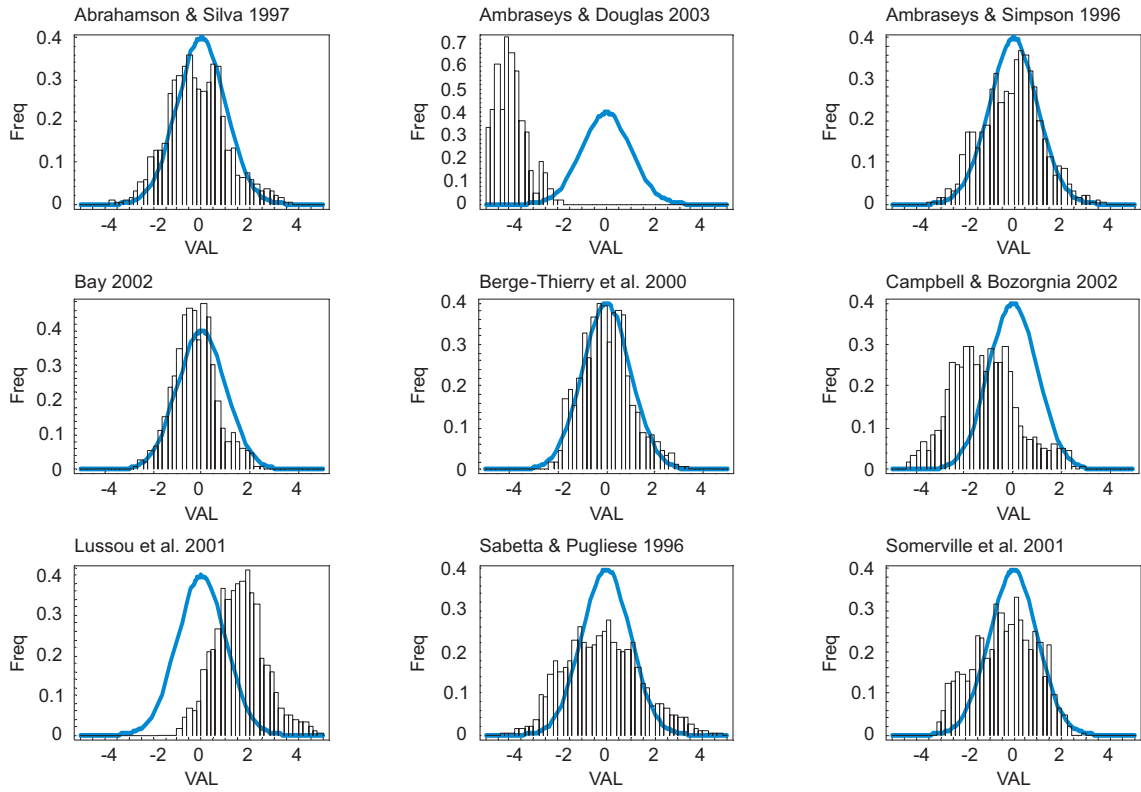 Abrahamson & Silva 1997
Freq
0.4
0.3
0.2
0.1
0
-4 -2 0 2 4
VAL
Ambraseys & Douglas 2003
Freq
0.7
0.6
0.5
0.4
0.3
0.2
0.1
0
-4 -2 0 2 4
VAL
Ambraseys & Simpson 1996
Freq
0.4
0.3
0.2
0.1
0
-4 -2 0 2 4
VAL
Bay 2002
Freq
0.4
0.3
0.2
0.1
0
-4 -2 0 2 4
VAL
Berge-Thierry et al. 2000
Freq
0.4
0.3
0.2
0.1
0
-4 -2 0 2 4
VAL
Campbell & Bozorgnia 2002
Freq
0.4
0.3
0.2
0.1
0
-4 -2 0 2 4
VAL
Lussou et al. 2001
Freq
0.4
0.3
0.2
0.1
0
-4 -2 0 2 4
VAL
Sabetta & Pugliese 1996
Freq
0.4
0.3
0.2
0.1
0
-4 -2 0 2 4
VAL
Somerville et al. 2001
Freq
0.4
0.3
0.2
0.1
0
-4 -2 0 2 4
VAL